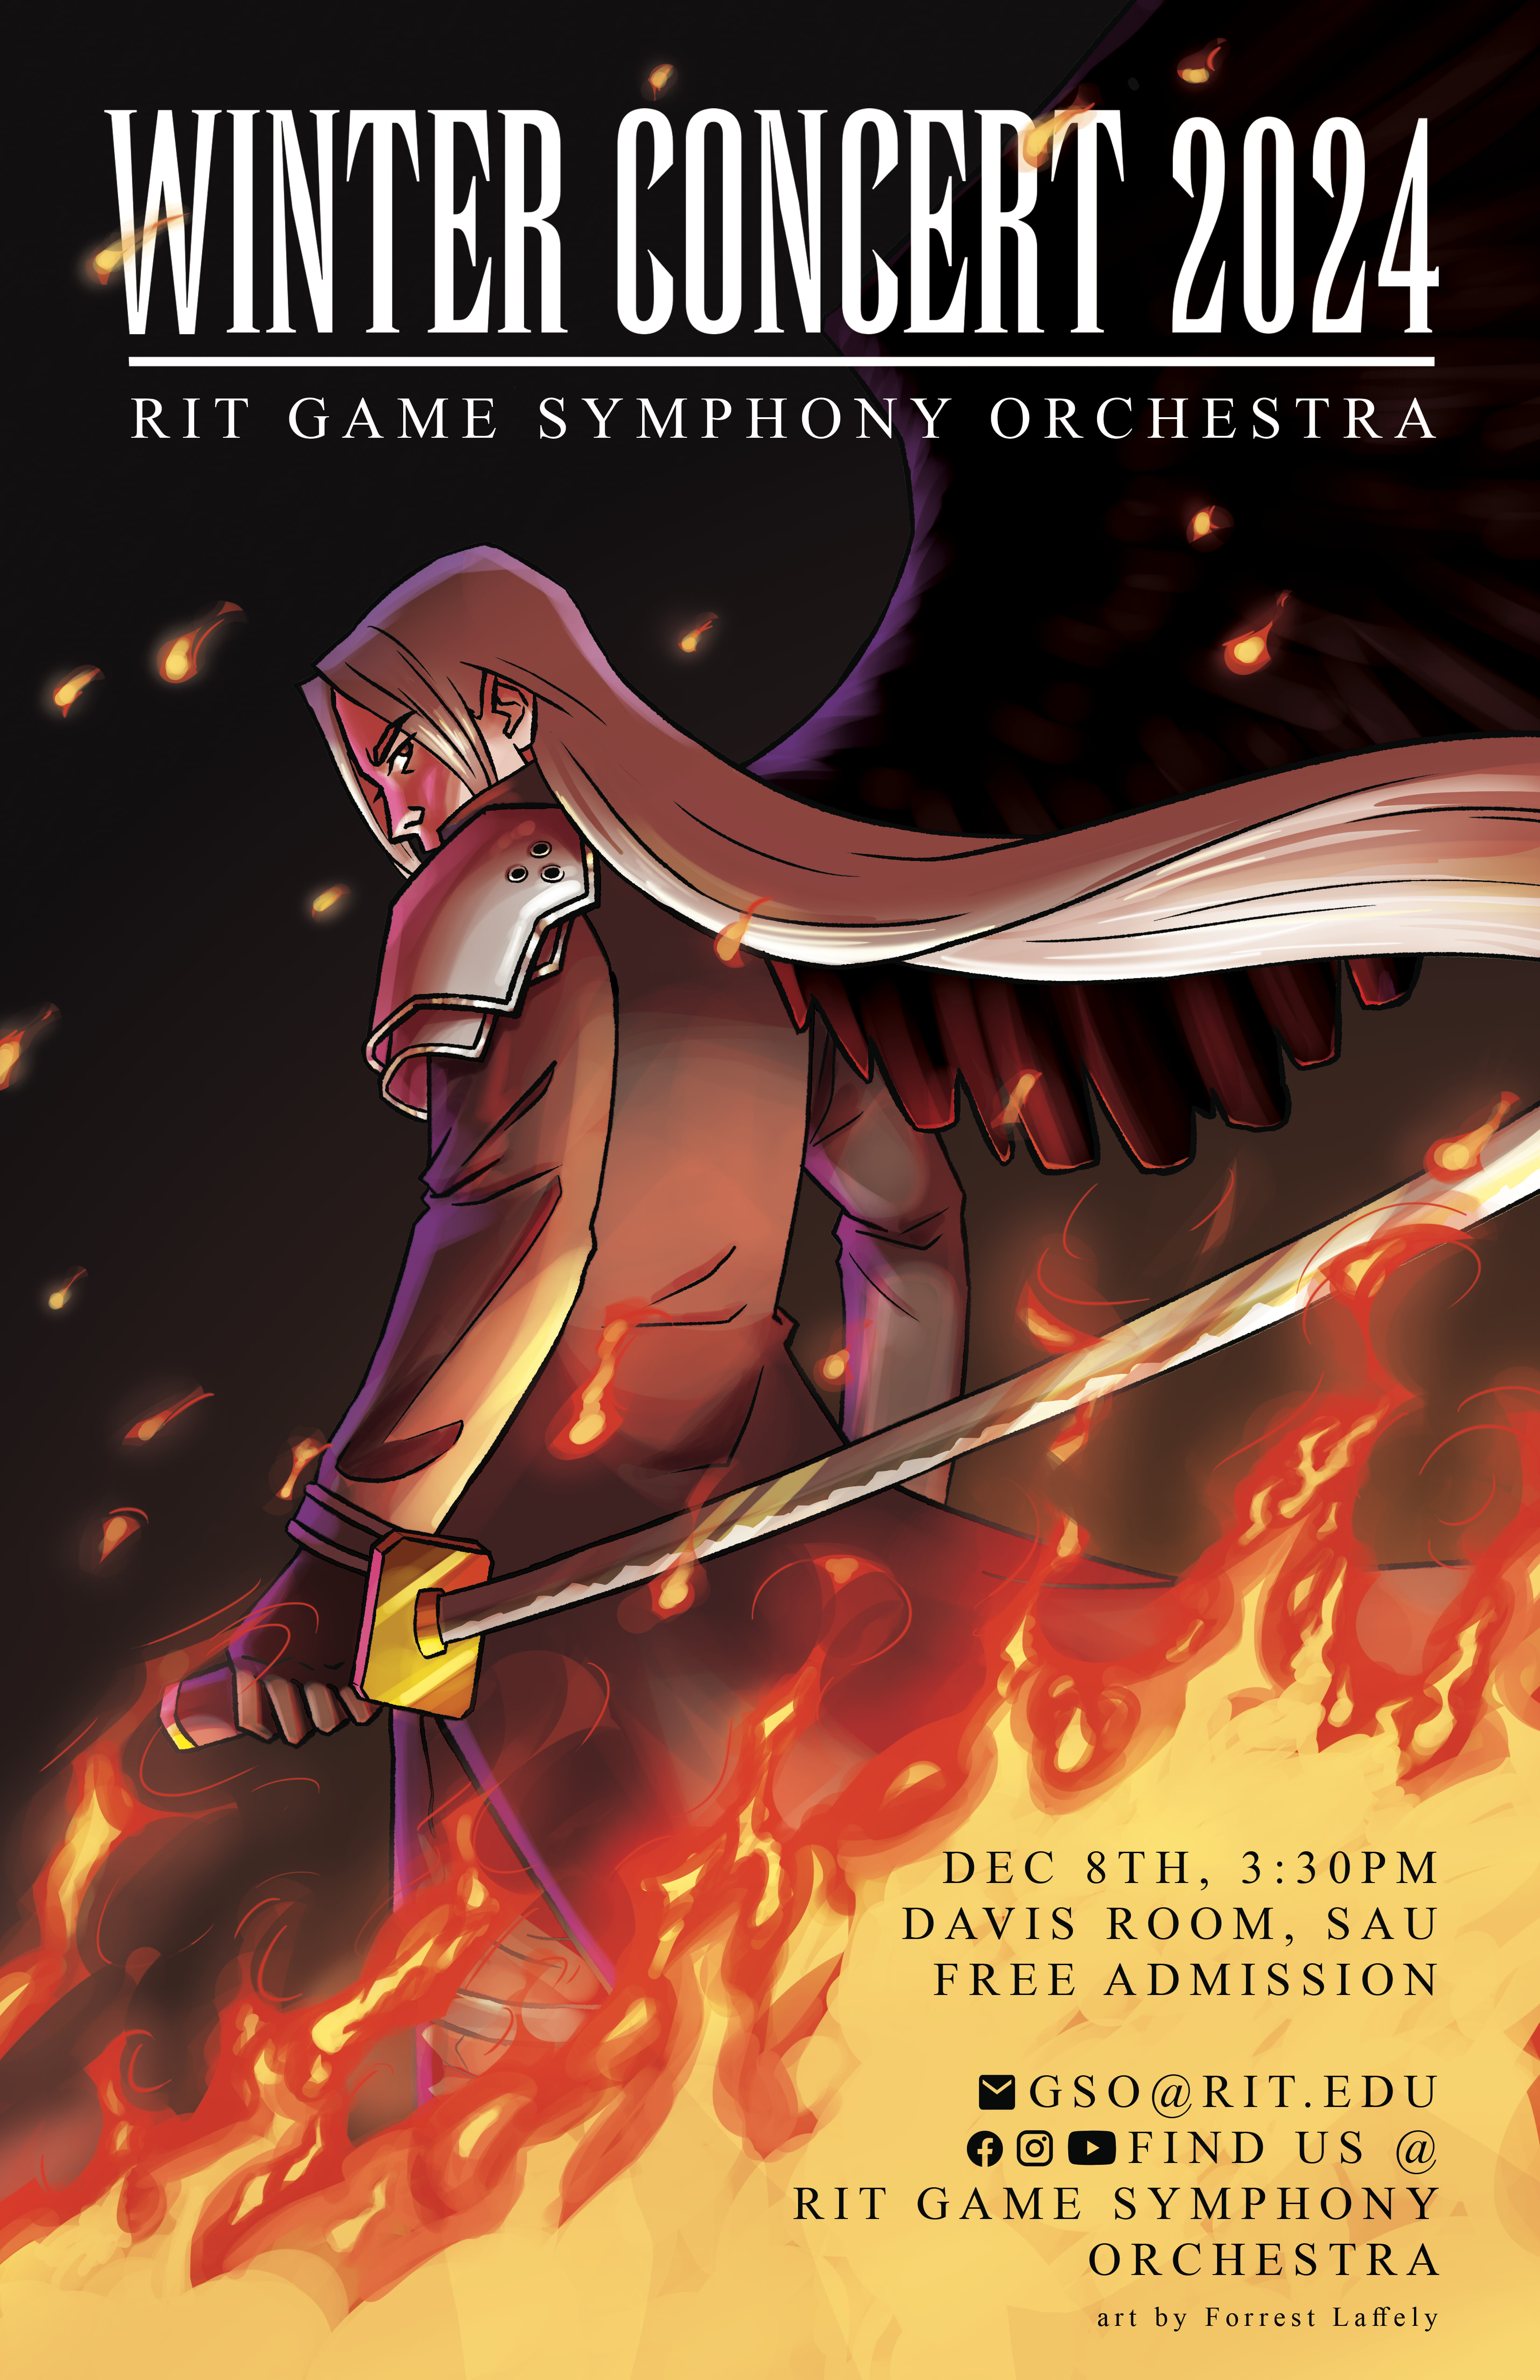 WINTER CONCERT 2024
RIT GAME SYMPHONY ORCHESTRA
DEC 8TH, 3:30PM
DAVIS ROOM, SAU
FREE ADMISSION
GSO@RIT.EDU
FIND US @
RIT GAME SYMPHONY
ORCHESTRA
art by Forrest Laffely